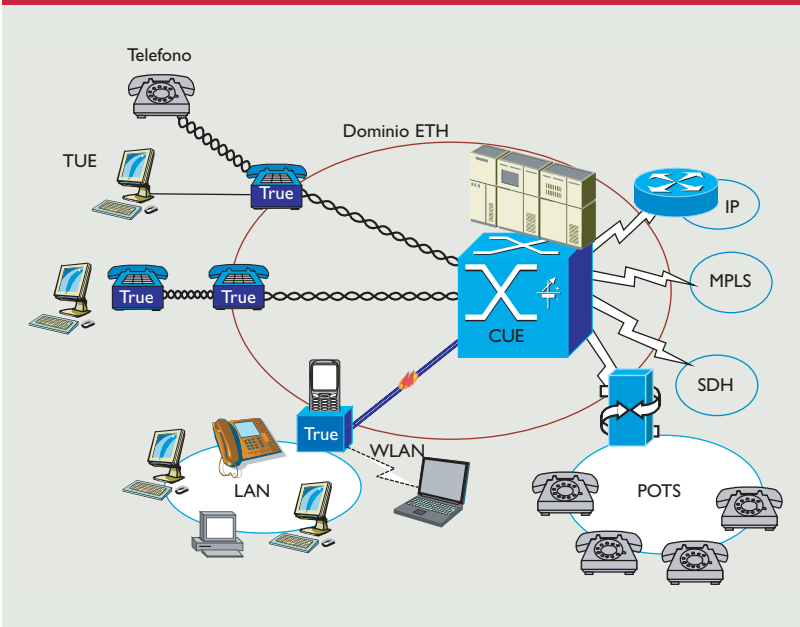 Telefono
Dominio ETH
TUE
True
IP
True
True
MPLS
CUE
SDH
True
WLAN
LAN
POTS